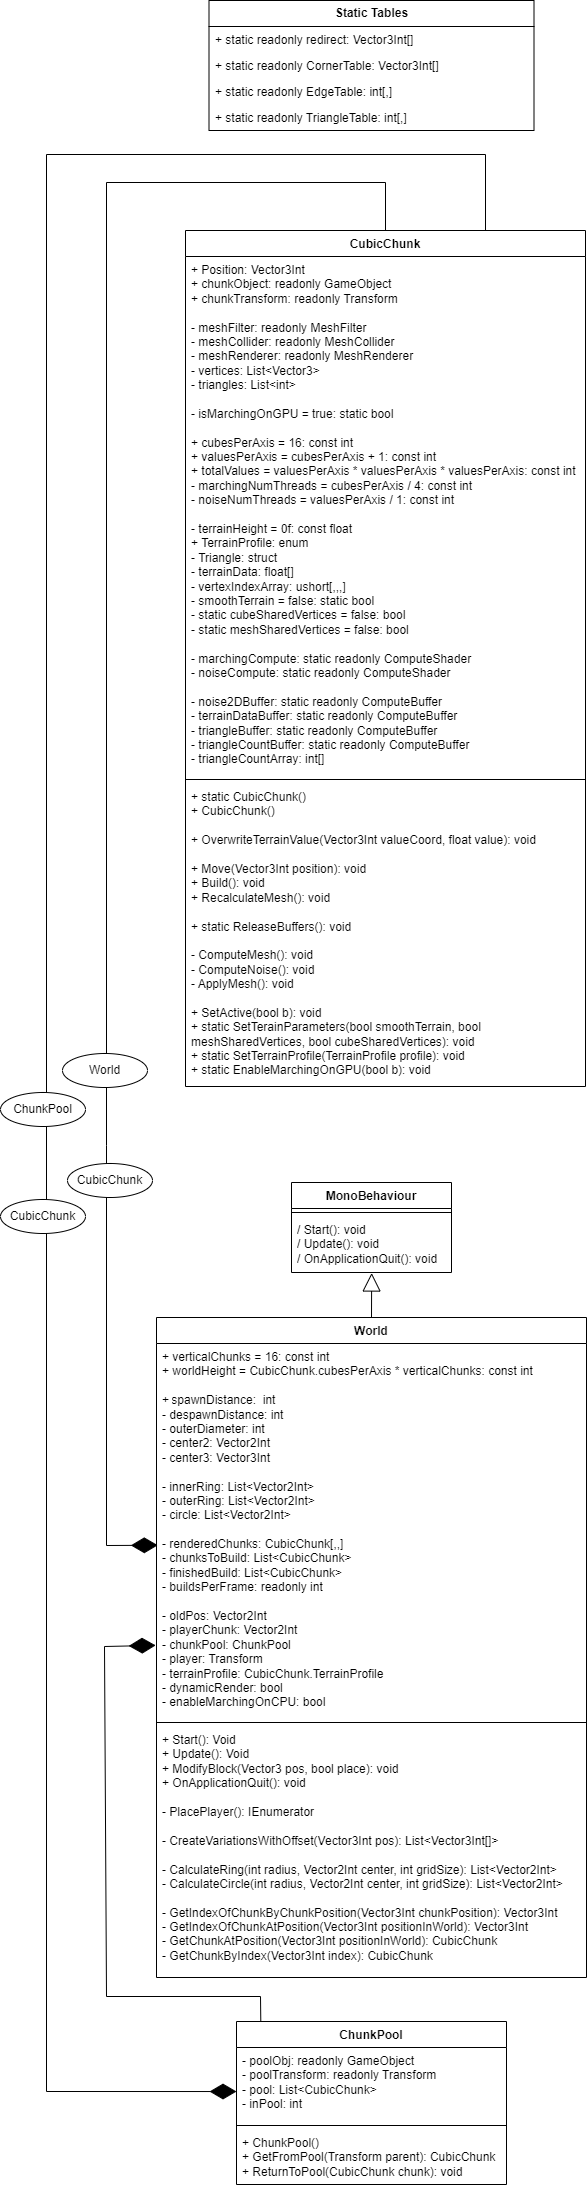 Static Tables
+ static readonly redirect: Vector3Int[]
+ static readonly CornerTable: Vector3Int[]
+ static readonly EdgeTable: int[,]
+ static readonly TriangleTable: int[,]
CubicChunk
+ Position: Vector3Int
+ chunkObject: readonly GameObject
+ chunkTransform: readonly Transform
- meshFilter: readonly MeshFilter
- meshCollider: readonly MeshCollider
- meshRenderer: readonly MeshRenderer
- vertices: List<Vector3>
- triangles: List<int>
- isMarchingOnGPU = true: static bool
+ cubesPerAxis = 16: const int
+ valuesPerAxis = cubesPerAxis + 1: const int
+ totalValues = valuesPerAxis * valuesPerAxis * valuesPerAxis: const int
- marchingNumThreads = cubesPerAxis / 4: const int
- noiseNumThreads = valuesPerAxis / 1: const int
- terrainHeight = 0f: const float
+ TerrainProfile: enum
- Triangle: struct
- terrainData: float[]
- vertexIndexArray: ushort[,,,]
- smoothTerrain = false: static bool
- static cubeSharedVertices = false: bool
- static meshSharedVertices = false: bool
- marchingCompute: static readonly ComputeShader
- noiseCompute: static readonly ComputeShader
- noise2DBuffer: static readonly ComputeBuffer
- terrainDataBuffer: static readonly ComputeBuffer
- triangleBuffer: static readonly ComputeBuffer
- triangleCountBuffer: static readonly ComputeBuffer
- triangleCountArray: int[]
+ static CubicChunk()
+ CubicChunk()
+ OverwriteTerrainValue(Vector3Int valueCoord, float value): void
+ Move(Vector3Int position): void
+ Build(): void
+ RecalculateMesh(): void
+ static ReleaseBuffers(): void
- ComputeMesh(): void
- ComputeNoise(): void
- ApplyMesh(): void
+ SetActive(bool b): void
+ static SetTerainParameters(bool smoothTerrain, bool
meshSharedVertices, bool cubeSharedVertices): void
+ static SetTerrainProfile(TerrainProfile profile): void
+ static EnableMarchingOnGPU(bool b): void
World
ChunkPool
CubicChunk
CubicChunk
MonoBehaviour
/ Start(): void
/ Update(): void
/ OnApplicationQuit(): void
World
+ verticalChunks = 16: const int
+ worldHeight = CubicChunk.cubesPerAxis * verticalChunks: const int
+ spawnDistance: int
- despawnDistance: int
- outerDiameter: int
- center2: Vector2Int
- center3: Vector3Int
- innerRing: List<Vector2Int>
- outerRing: List<Vector2Int>
- circle: List<Vector2Int>
- renderedChunks: CubicChunk[,,]
- chunksToBuild: List<CubicChunk>
- finishedBuild: List<CubicChunk>
- buildsPerFrame: readonly int
- oldPos: Vector2Int
- playerChunk: Vector2Int
- chunkPool: ChunkPool
- player: Transform
- terrainProfile: CubicChunk.TerrainProfile
- dynamicRender: bool
- enableMarchingOnCPU: bool
+ Start(): Void
+ Update(): Void
+ ModifyBlock(Vector3 pos, bool place): void
+ OnApplicationQuit(): void
- PlacePlayer(): IEnumerator
- CreateVariationsWithOffset(Vector3Int pos): List<Vector3Int[]>
- CalculateRing(int radius, Vector2Int center, int gridSize): List<Vector2Int>
- CalculateCircle(int radius, Vector2Int center, int gridSize): List<Vector2Int>
- GetIndexOfChunkByChunkPosition(Vector3Int chunkPosition): Vector3Int
- GetIndexOfChunkAtPosition(Vector3Int positionInWorld): Vector3Int
- GetChunkAtPosition(Vector3Int positionInWorld): CubicChunk
- GetChunkByIndex(Vector3Int index): CubicChunk
ChunkPool
- poolObj: readonly GameObject
- poolTransform: readonly Transform
- pool: List<CubicChunk>
- inPool: int
+ ChunkPool()
+ GetFromPool(Transform parent): CubicChunk
+ ReturnToPool(CubicChunk chunk): void